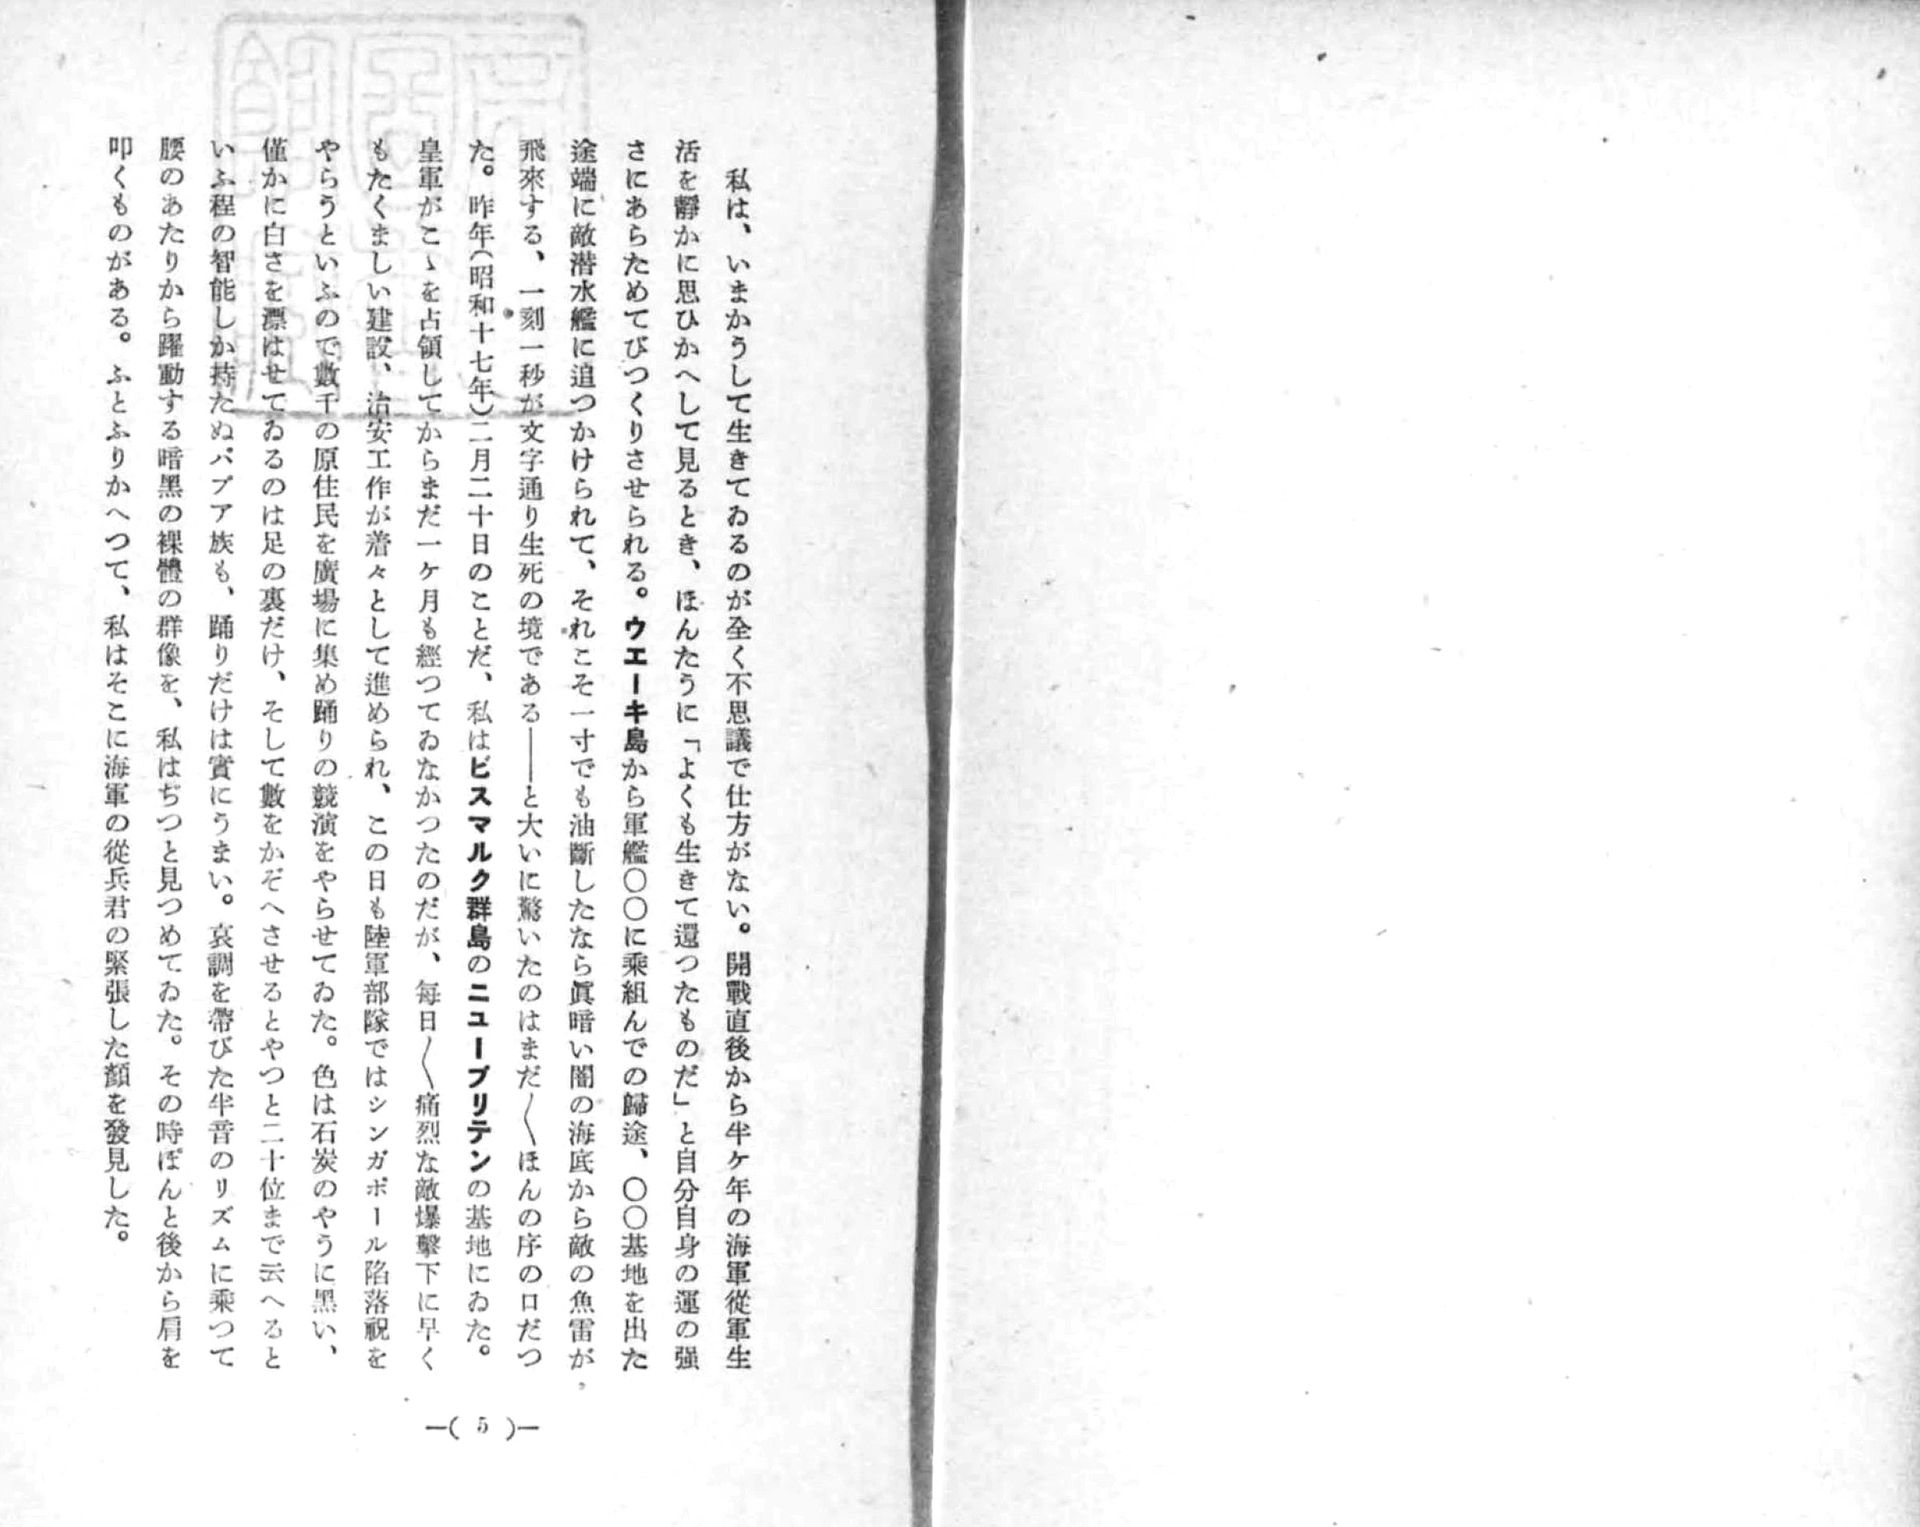 私は、いまかうして生きてゐるのが全く不思議で仕方がない。開戰直後から半ケ年の海軍從軍生
活を靜かに思ひかへして見るとき、ほんたうに「よくも生きて還つたものだ」と自分自身の運の强
さにあらためてびつくりさせられる。ウエーキ島から軍艦〇〇に乘組んでの歸途、〇〇基地を出た
途端に敵潜水艦に追つかけられて、それこそ一寸でも油斷したなら眞暗い闇の海底から敵の魚雷が
飛來する、一刻一秒が文字通り生死の境である――と大いに驚いたのはまだ〳〵ほんの序の口だつ
た。昨年(昭和十七年)二月二十日のことだ、私はビスマルク群島のニューブリテンの基地にゐた。
皇軍がこゝを占領してからまだ一ケ月も經つてゐなかつたのだが、毎日〳〵痛烈な敵爆擊下に早く
もたくましい建設、治安工作が着々として進められ、この日も陸軍部隊ではシンガポール陷落祝を
やらうといふので數千の原住民を廣場に集め踊りの競演をやらせてゐた。色は石炭のやうに黑い、
僅かに白さを漂はせてゐるのは足の裏だけ、そして數をかぞへさせるとやつと二十位まで云へると
いふ程の智能しか持たぬパプア族も、踊りだけは實にうまい。哀調を帶びた半音のリズムに乘つて
腰のあたりから躍動する暗黑の裸體の群像を、私はぢつと見つめてゐた。その時ぽんと後から肩を
叩くものがある。ふとふりかへつて、私はそこに海軍の從兵君の緊張した顏を發見した。
―( 5 )―